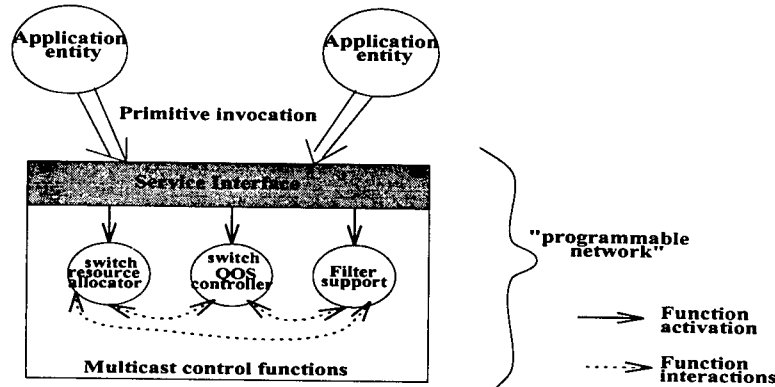 Application
entity
Application
entity
Primitive invocation
Service Interface
switch
resource
allocator
switch
QOS
controller
Filter
support
Multicast control functions
"programmable
network"
Function
activation
Function
interactions